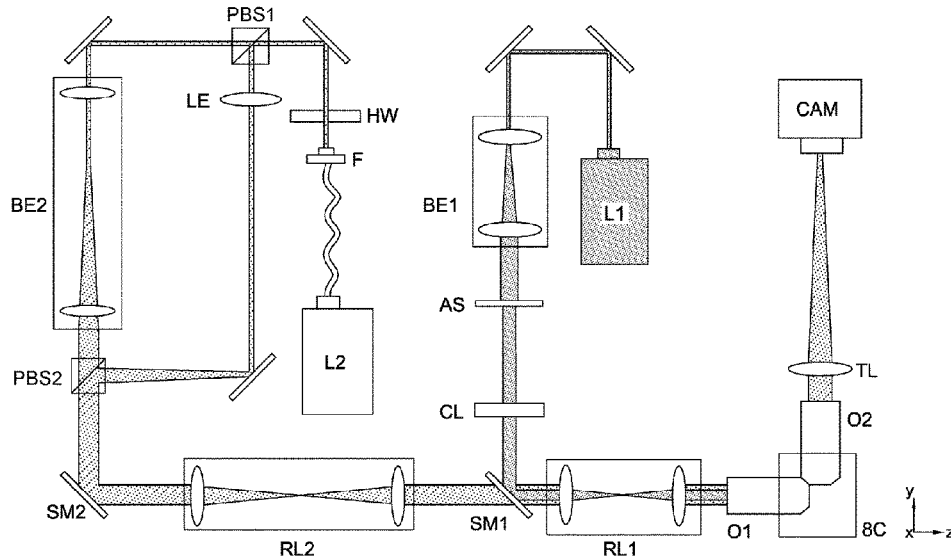 PBS1
LE
HW
F
CAM
BE2
BE1
L1
AS
L2
TL
PBS2
CL
O2
SM2
SM1
O1
8C
RL2
RL1
y
x
z